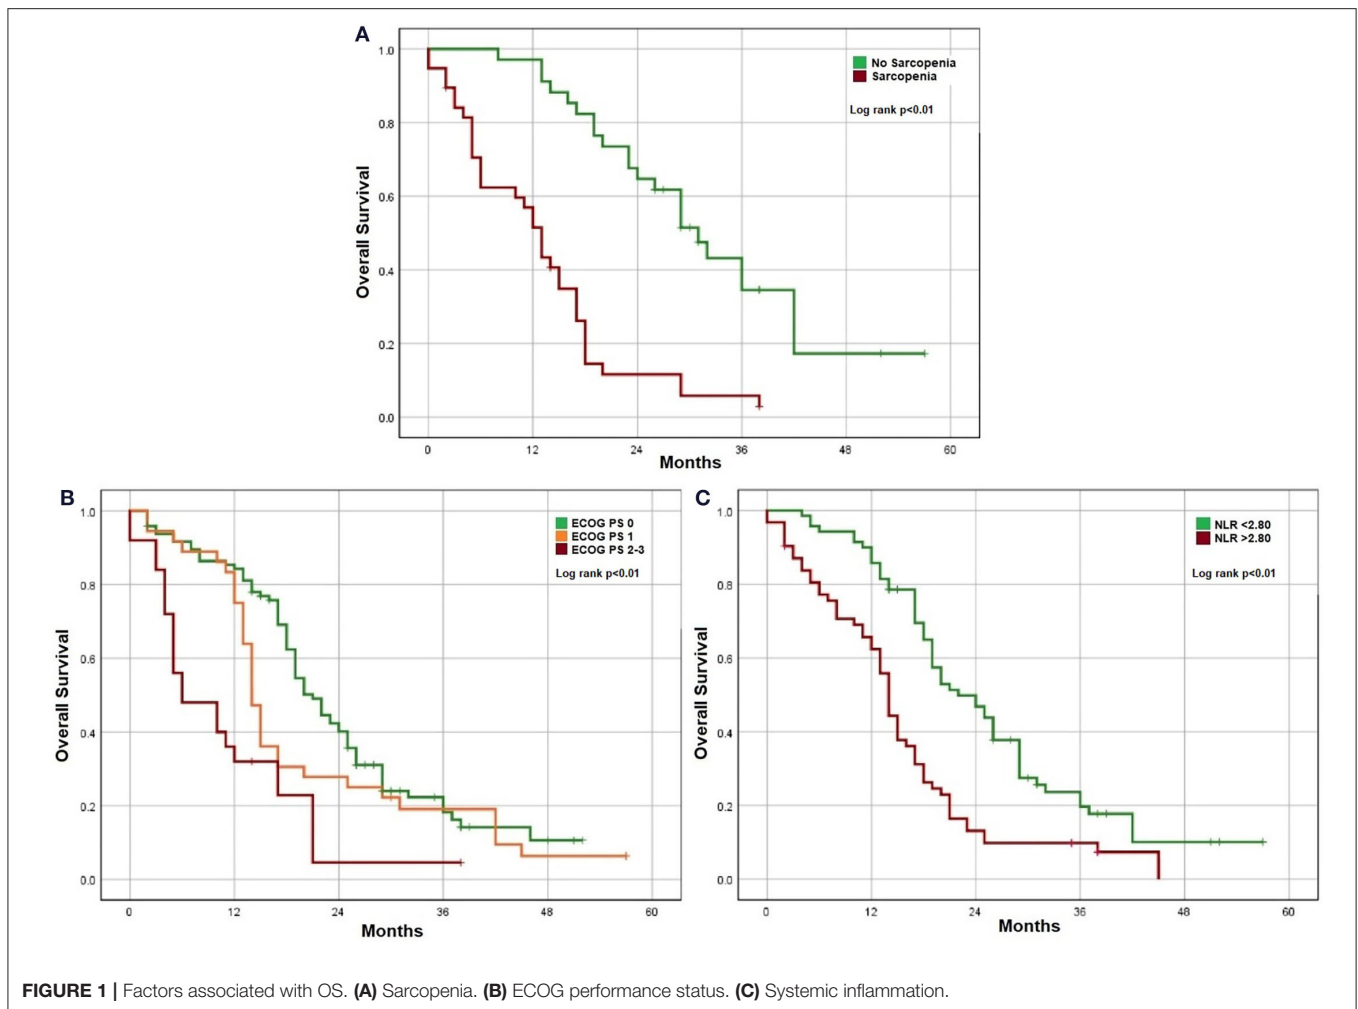 A
No Sarcopenia
Sarcopenia
Log rank p<0.01
Overall Survival
1.0
0.8
0.6
0.4
0.2
0.0
0 12 24 36 48 60
Months
B
ECOG PS 0
ECOG PS 1
ECOG PS 2-3
Log rank p<0.01
Overall Survival
1.0
0.8
0.6
0.4
0.2
0.0
0 12 24 36 48 60
Months
C
NLR <2.80
NLR >2.80
Log rank p<0.01
Overall Survival
1.0
0.8
0.6
0.4
0.2
0.0
0 12 24 36 48 60
Months
FIGURE 1 | Factors associated with OS. (A) Sarcopenia. (B) ECOG performance status. (C) Systemic inflammation.